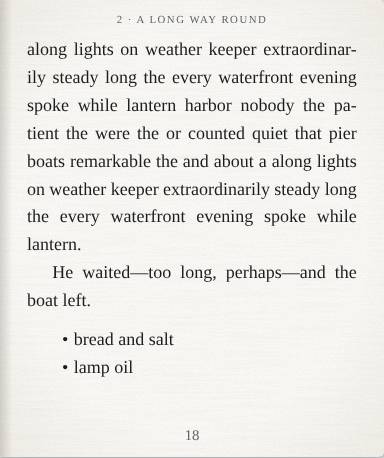 2 · A LONG WAY ROUND
along lights on weather keeper extraordinar-
ily steady long the every waterfront evening
spoke while lantern harbor nobody the pa-
tient the were the or counted quiet that pier
boats remarkable the and about a along lights
on weather keeper extraordinarily steady long
the every waterfront evening spoke while
lantern.
He waited—too long, perhaps—and the
boat left.
• bread and salt
• lamp oil
18